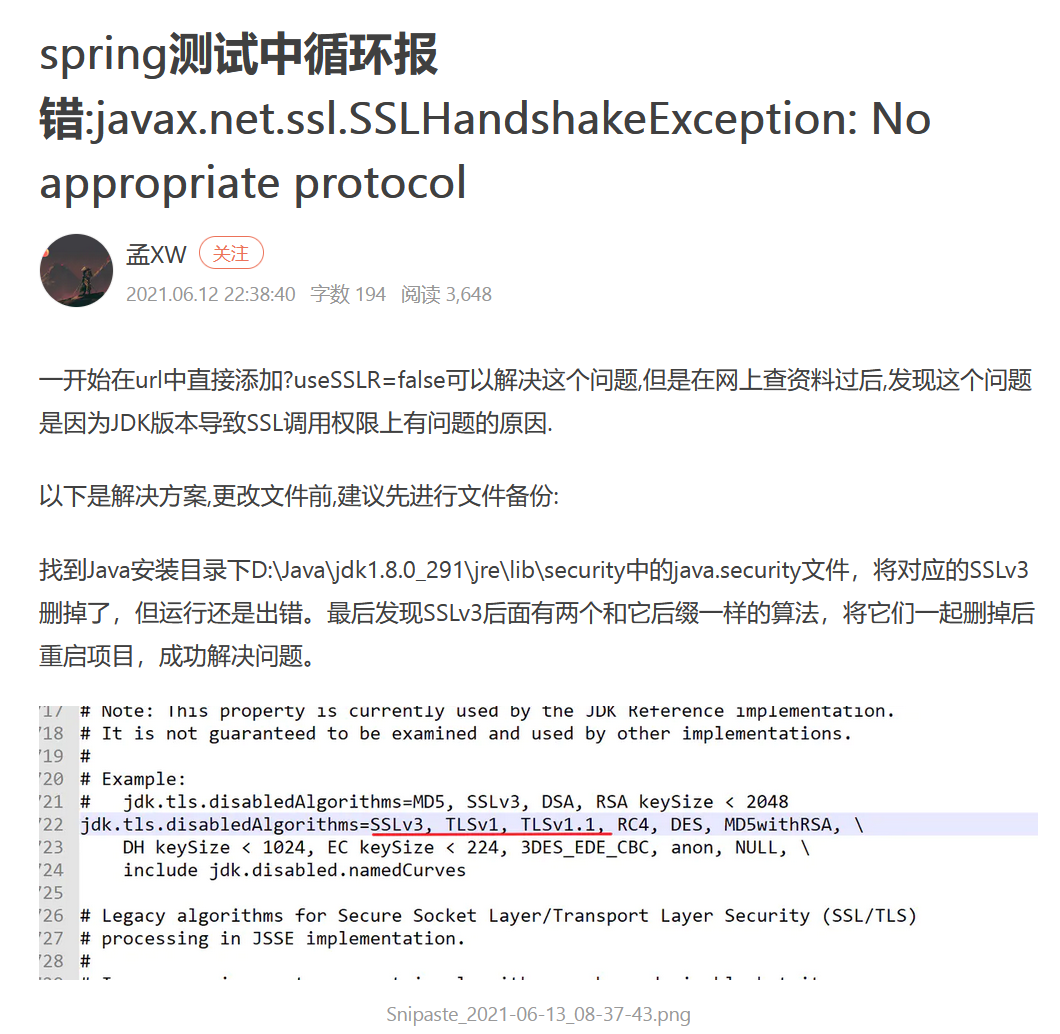 spring测试中循环报
错:javax.net.ssl.SSLHandshakeException: No
appropriate protocol
孟XW 关注
2021.06.12 22:38:40 字数 194 阅读 3,648
一开始在url中直接添加?useSSLR=false可以解决这个问题,但是在网上查资料过后,发现这个问题
是因为JDK版本导致SSL调用权限上有问题的原因.
以下是解决方案,更改文件前,建议先进行文件备份:
找到Java安装目录下D:\Java\jdk1.8.0_291\jre\lib\security中的java.security文件，将对应的SSLv3
删掉了，但运行还是出错。最后发现SSLv3后面有两个和它后缀一样的算法，将它们一起删掉后
重启项目，成功解决问题。
717 # Note: This property is currently used by the JDK Reference implementation.
718 # It is not guaranteed to be examined and used by other implementations.
719 #
720 # Example:
721 #   jdk.tls.disabledAlgorithms=MD5, SSLv3, DSA, RSA keySize < 2048
722 jdk.tls.disabledAlgorithms=SSLv3, TLSv1, TLSv1.1, RC4, DES, MD5withRSA, \
723     DH keySize < 1024, EC keySize < 224, 3DES_EDE_CBC, anon, NULL, \
724     include jdk.disabled.namedCurves
725
726 # Legacy algorithms for Secure Socket Layer/Transport Layer Security (SSL/TLS)
727 # processing in JSSE implementation.
728 #
Snipaste_2021-06-13_08-37-43.png